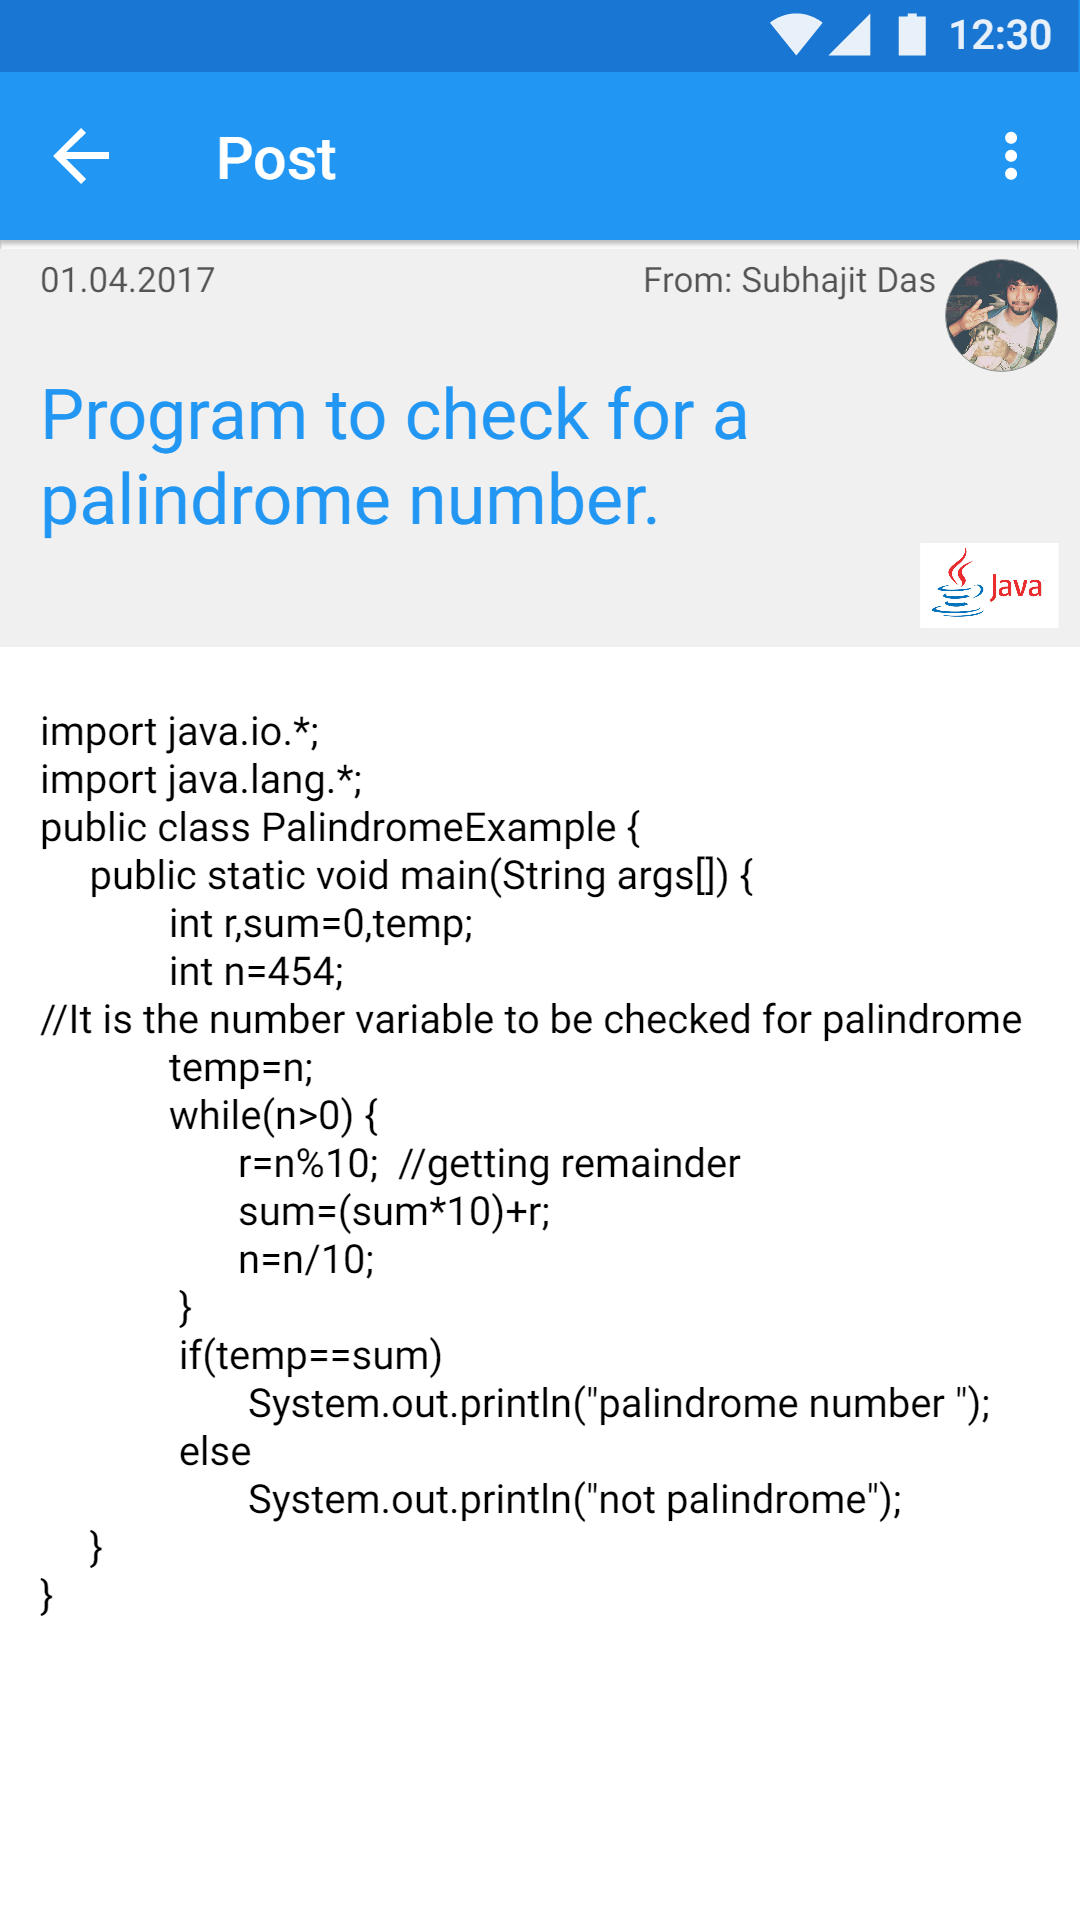 12:30
Post
01.04.2017
From: Subhajit Das
Program to check for a
palindrome number.
Java
import java.io.*;
import java.lang.*;
public class PalindromeExample {
public static void main(String args[]) {
int r,sum=0,temp;
int n=454;
//It is the number variable to be checked for palindrome
temp=n;
while(n>0) {
r=n%10;  //getting remainder
sum=(sum*10)+r;
n=n/10;
}
if(temp==sum)
System.out.println("palindrome number ");
else
System.out.println("not palindrome");
}
}